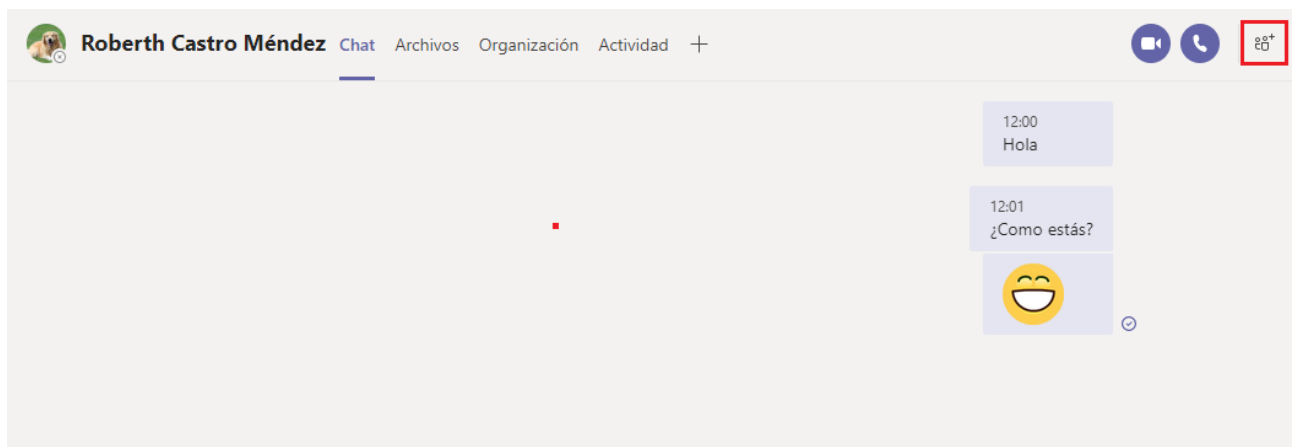 Roberth Castro Méndez Chat Archivos Organización Actividad
12:00
Hola
12:01
¿Como estás?